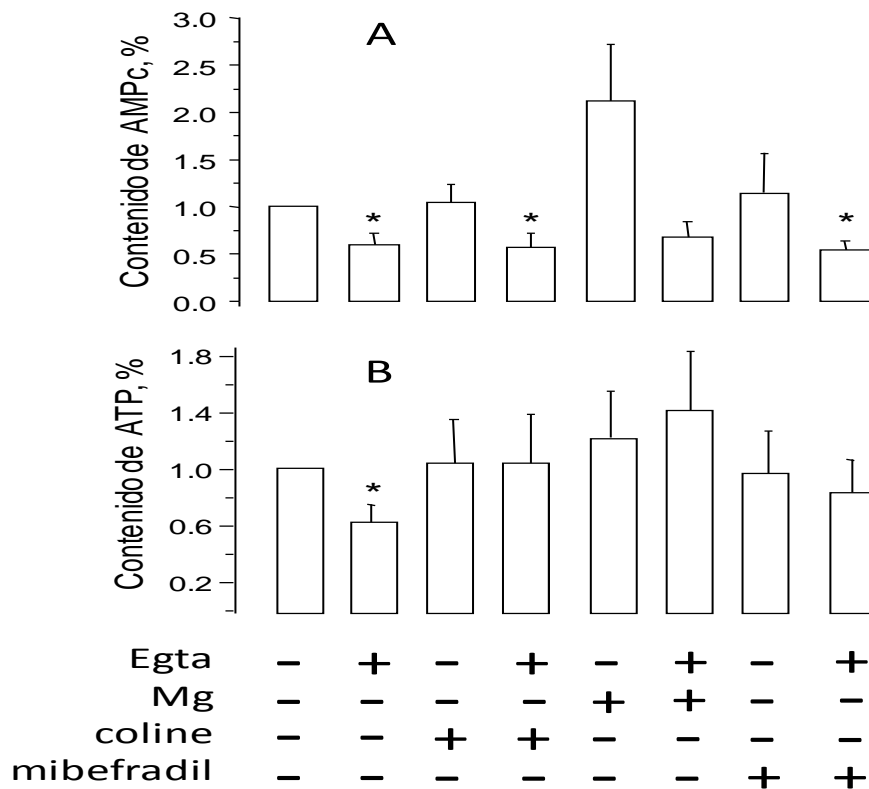 A
Contenido de AMPc, %
3.0
2.5
2.0
1.5
1.0
0.5
0.0
* * *
B
Contenido de ATP, %
1.8
1.4
1.0
0.6
0.2
*
Egta − + − + − + − +
Mg − − − − + + − −
coline − − + + − − − −
mibefradil − − − − − − + +